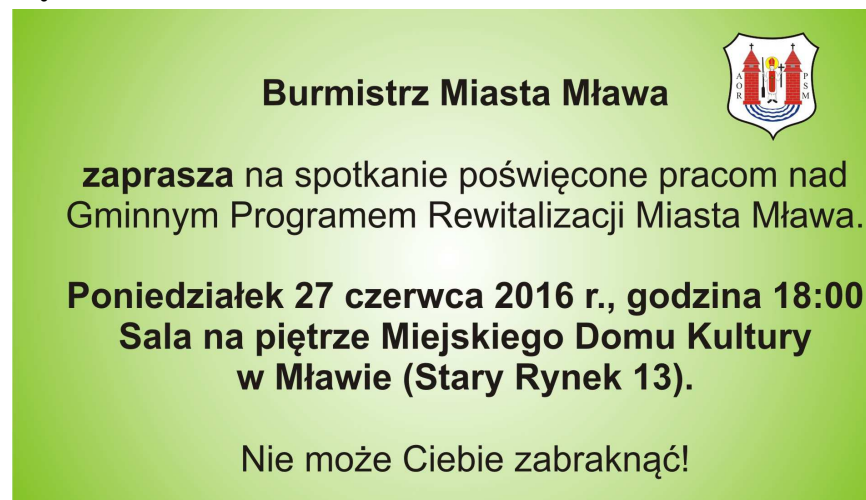 Burmistrz Miasta Mława
A
O
R
P
S
M
zaprasza na spotkanie poświęcone pracom nad
Gminnym Programem Rewitalizacji Miasta Mława.
Poniedziałek 27 czerwca 2016 r., godzina 18:00
Sala na piętrze Miejskiego Domu Kultury
w Mławie (Stary Rynek 13).
Nie może Ciebie zabraknąć!